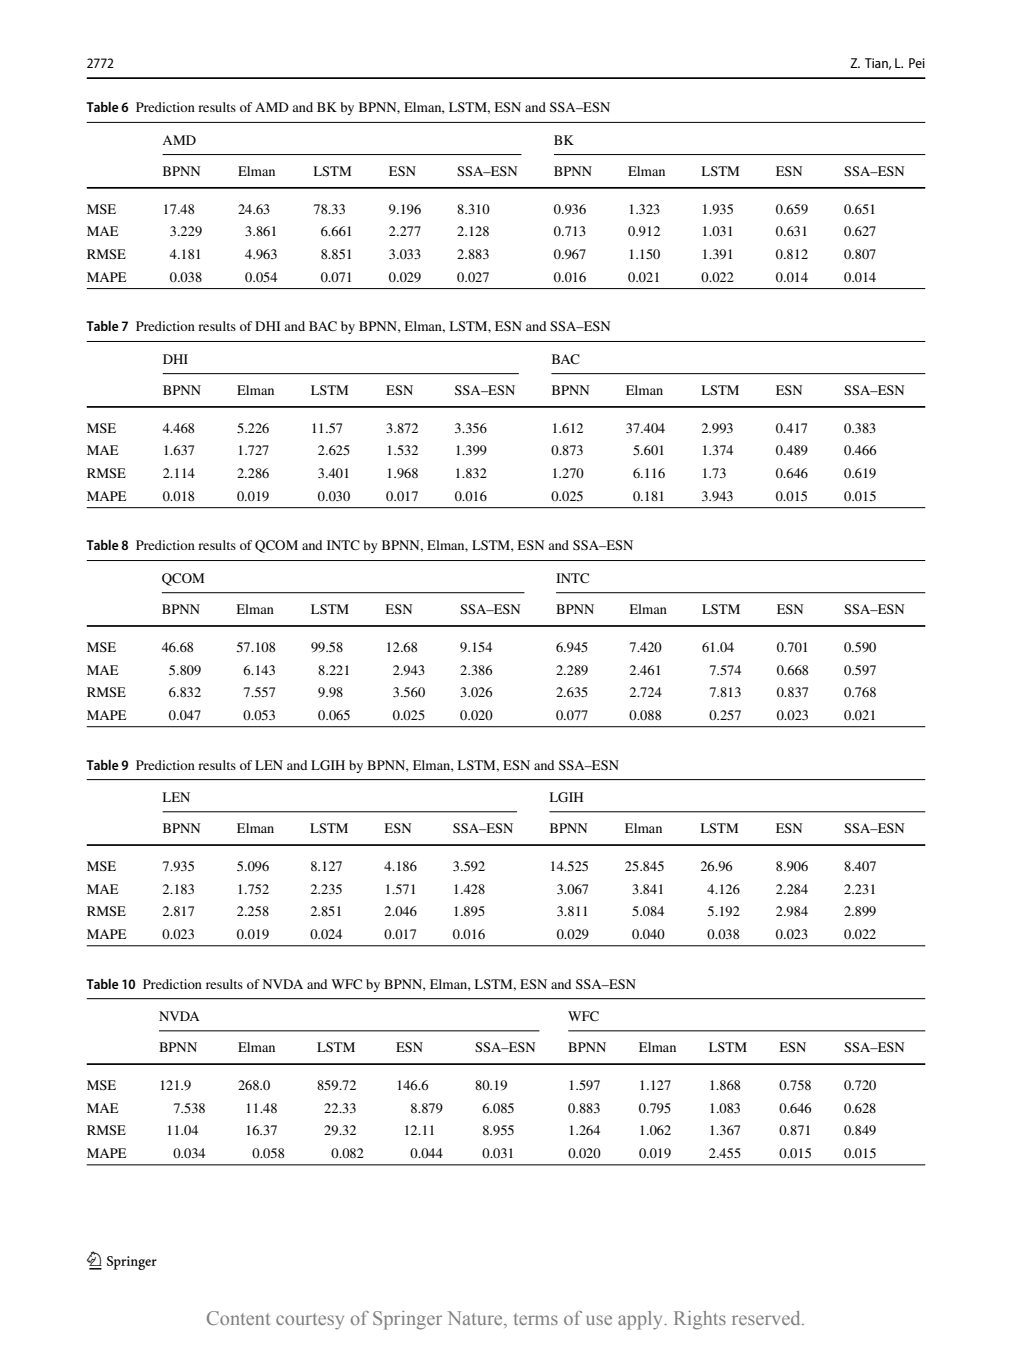 2772 Z. Tian, L. Pei
Table 6 Prediction results of AMD and BK by BPNN, Elman, LSTM, ESN and SSA–ESN
AMD BK
BPNN Elman LSTM ESN SSA–ESN BPNN Elman LSTM ESN SSA–ESN
MSE 17.48 24.63 78.33 9.196 8.310 0.936 1.323 1.935 0.659 0.651
MAE 3.229 3.861 6.661 2.277 2.128 0.713 0.912 1.031 0.631 0.627
RMSE 4.181 4.963 8.851 3.033 2.883 0.967 1.150 1.391 0.812 0.807
MAPE 0.038 0.054 0.071 0.029 0.027 0.016 0.021 0.022 0.014 0.014
Table 7 Prediction results of DHI and BAC by BPNN, Elman, LSTM, ESN and SSA–ESN
DHI BAC
BPNN Elman LSTM ESN SSA–ESN BPNN Elman LSTM ESN SSA–ESN
MSE 4.468 5.226 11.57 3.872 3.356 1.612 37.404 2.993 0.417 0.383
MAE 1.637 1.727 2.625 1.532 1.399 0.873 5.601 1.374 0.489 0.466
RMSE 2.114 2.286 3.401 1.968 1.832 1.270 6.116 1.73 0.646 0.619
MAPE 0.018 0.019 0.030 0.017 0.016 0.025 0.181 3.943 0.015 0.015
Table 8 Prediction results of QCOM and INTC by BPNN, Elman, LSTM, ESN and SSA–ESN
QCOM INTC
BPNN Elman LSTM ESN SSA–ESN BPNN Elman LSTM ESN SSA–ESN
MSE 46.68 57.108 99.58 12.68 9.154 6.945 7.420 61.04 0.701 0.590
MAE 5.809 6.143 8.221 2.943 2.386 2.289 2.461 7.574 0.668 0.597
RMSE 6.832 7.557 9.98 3.560 3.026 2.635 2.724 7.813 0.837 0.768
MAPE 0.047 0.053 0.065 0.025 0.020 0.077 0.088 0.257 0.023 0.021
Table 9 Prediction results of LEN and LGIH by BPNN, Elman, LSTM, ESN and SSA–ESN
LEN LGIH
BPNN Elman LSTM ESN SSA–ESN BPNN Elman LSTM ESN SSA–ESN
MSE 7.935 5.096 8.127 4.186 3.592 14.525 25.845 26.96 8.906 8.407
MAE 2.183 1.752 2.235 1.571 1.428 3.067 3.841 4.126 2.284 2.231
RMSE 2.817 2.258 2.851 2.046 1.895 3.811 5.084 5.192 2.984 2.899
MAPE 0.023 0.019 0.024 0.017 0.016 0.029 0.040 0.038 0.023 0.022
Table 10 Prediction results of NVDA and WFC by BPNN, Elman, LSTM, ESN and SSA–ESN
NVDA WFC
BPNN Elman LSTM ESN SSA–ESN BPNN Elman LSTM ESN SSA–ESN
MSE 121.9 268.0 859.72 146.6 80.19 1.597 1.127 1.868 0.758 0.720
MAE 7.538 11.48 22.33 8.879 6.085 0.883 0.795 1.083 0.646 0.628
RMSE 11.04 16.37 29.32 12.11 8.955 1.264 1.062 1.367 0.871 0.849
MAPE 0.034 0.058 0.082 0.044 0.031 0.020 0.019 2.455 0.015 0.015
Springer
Content courtesy of Springer Nature, terms of use apply. Rights reserved.